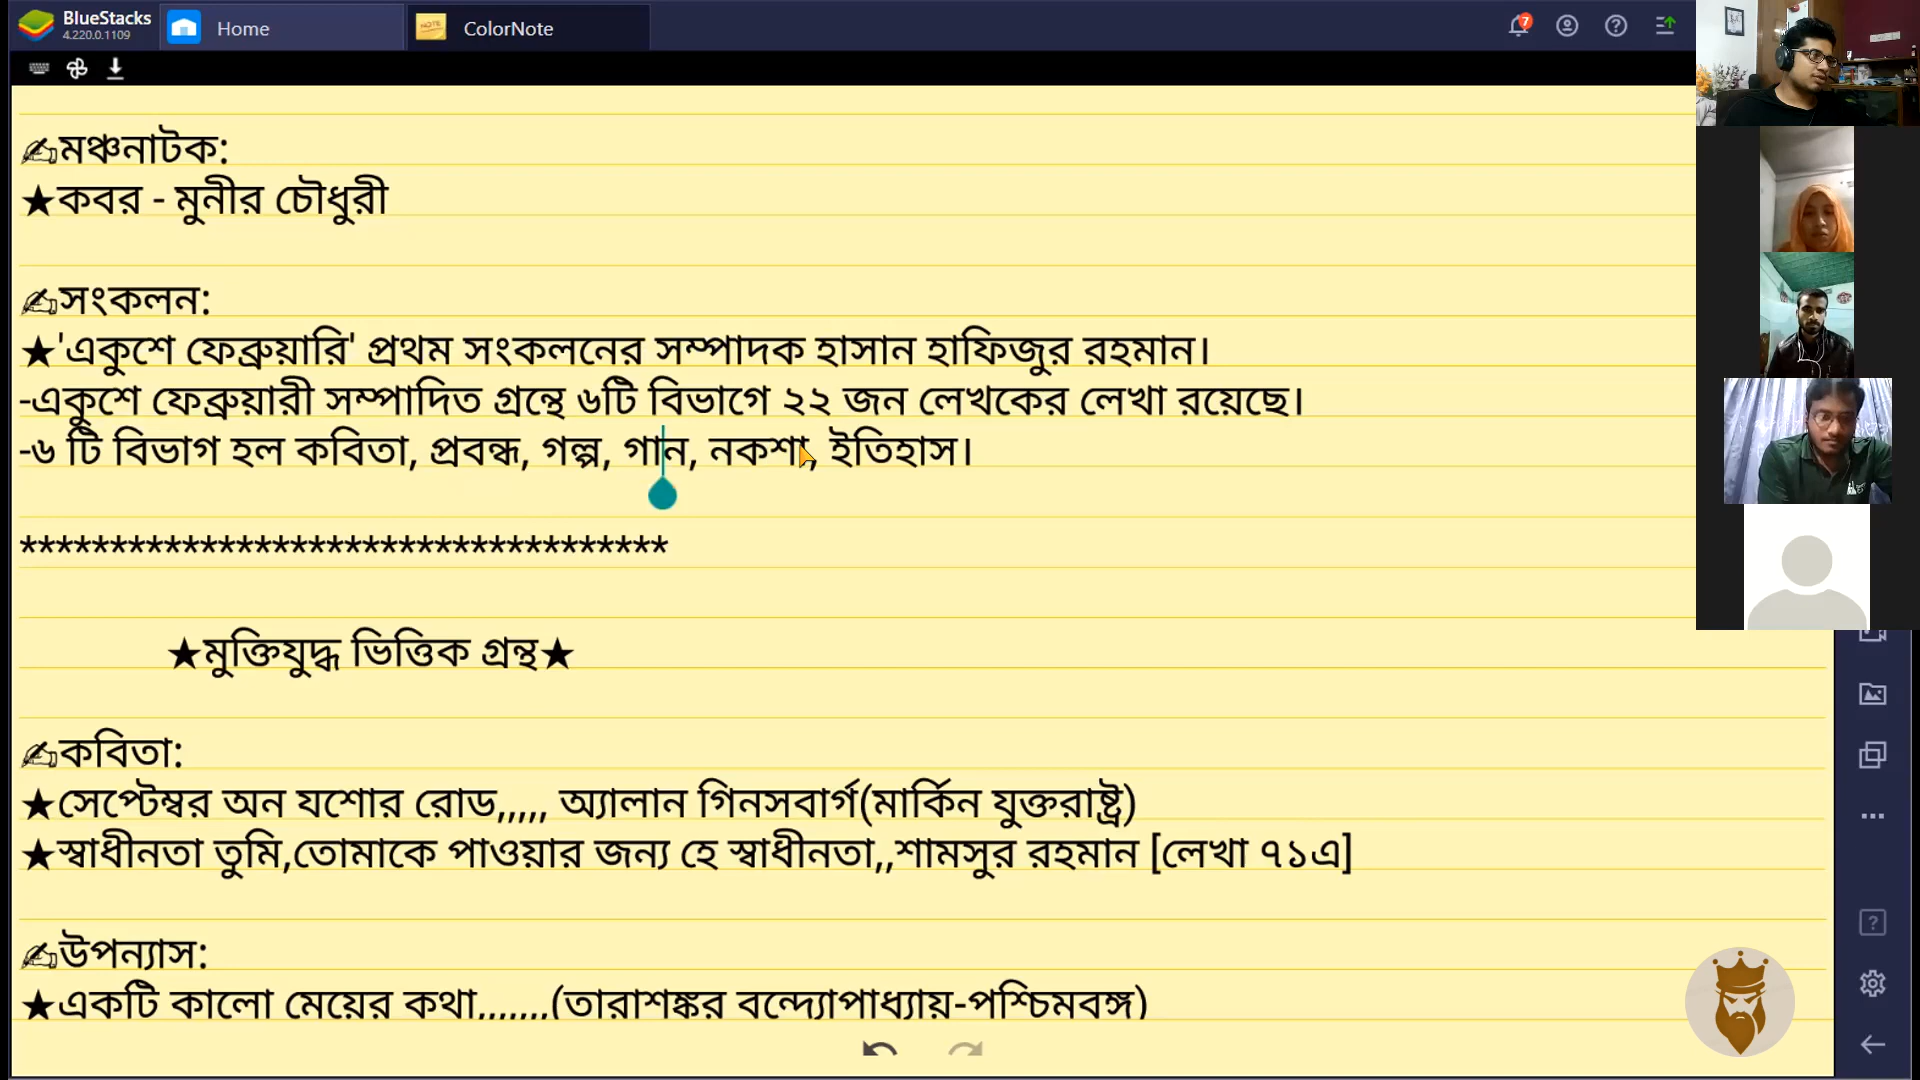 BlueStacks
4.220.0.1109
Home
ColorNote
7
✍মঞ্চনাটক:
★কবর - মুনীর চৌধুরী
✍সংকলন:
★'একুশে ফেব্রুয়ারি' প্রথম সংকলনের সম্পাদক হাসান হাফিজুর রহমান।
-একুশে ফেব্রুয়ারী সম্পাদিত গ্রন্থে ৬টি বিভাগে ২২ জন লেখকের লেখা রয়েছে।
-৬ টি বিভাগ হল কবিতা, প্রবন্ধ, গল্প, গান, নকশা, ইতিহাস।
************************************
★মুক্তিযুদ্ধ ভিত্তিক গ্রন্থ★
✍কবিতা:
★সেপ্টেম্বর অন যশোর রোড,,,,, অ্যালান গিনসবার্গ(মার্কিন যুক্তরাষ্ট্র)
★স্বাধীনতা তুমি,তোমাকে পাওয়ার জন্য হে স্বাধীনতা,,শামসুর রহমান [লেখা ৭১এ]
✍উপন্যাস:
★একটি কালো মেয়ের কথা,,,,,,,(তারাশঙ্কর বন্দ্যোপাধ্যায়-পশ্চিমবঙ্গ)